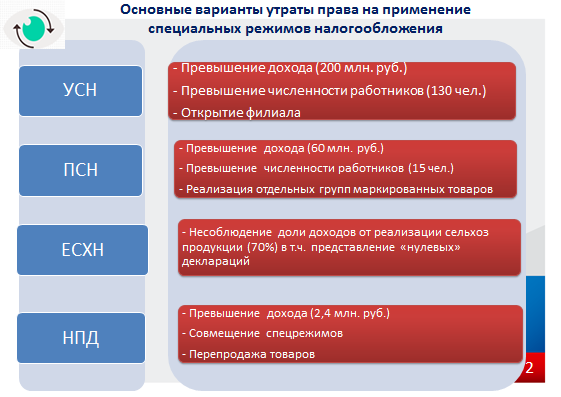 Основные варианты утраты права на применение
специальных режимов налогообложения
УСН
- Превышение дохода (200 млн. руб.)
- Превышение численности работников (130 чел.)
- Открытие филиала
ПСН
- Превышение дохода (60 млн. руб.)
- Превышение численности работников (15 чел.)
- Реализация отдельных групп маркированных товаров
ЕСХН
- Несоблюдение доли доходов от реализации сельхоз
продукции (70%) в т.ч. представление «нулевых»
деклараций
НПД
- Превышение дохода (2,4 млн. руб.)
- Совмещение спецрежимов
- Перепродажа товаров
2